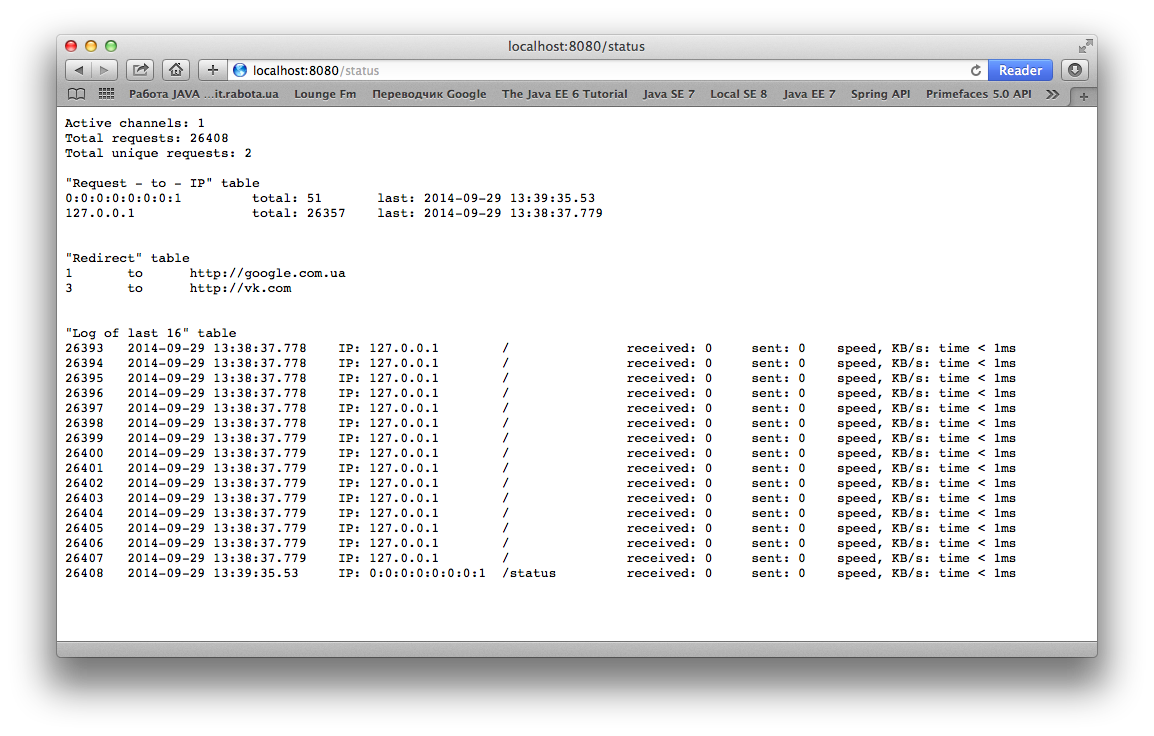 localhost:8080/status
localhost:8080/status Reader
Работа JAVA ...it.rabota.ua Lounge Fm Переводчик Google The Java EE 6 Tutorial Java SE 7 Local SE 8 Java EE 7 Spring API Primefaces 5.0 API
Active channels: 1
Total requests: 26408
Total unique requests: 2
"Request - to - IP" table
0:0:0:0:0:0:0:1 total: 51 last: 2014-09-29 13:39:35.53
127.0.0.1 total: 26357 last: 2014-09-29 13:38:37.779
"Redirect" table
1 to http://google.com.ua
3 to http://vk.com
"Log of last 16" table
26393 2014-09-29 13:38:37.778 IP: 127.0.0.1 / received: 0 sent: 0 speed, KB/s: time < 1ms
26394 2014-09-29 13:38:37.778 IP: 127.0.0.1 / received: 0 sent: 0 speed, KB/s: time < 1ms
26395 2014-09-29 13:38:37.778 IP: 127.0.0.1 / received: 0 sent: 0 speed, KB/s: time < 1ms
26396 2014-09-29 13:38:37.778 IP: 127.0.0.1 / received: 0 sent: 0 speed, KB/s: time < 1ms
26397 2014-09-29 13:38:37.778 IP: 127.0.0.1 / received: 0 sent: 0 speed, KB/s: time < 1ms
26398 2014-09-29 13:38:37.778 IP: 127.0.0.1 / received: 0 sent: 0 speed, KB/s: time < 1ms
26399 2014-09-29 13:38:37.779 IP: 127.0.0.1 / received: 0 sent: 0 speed, KB/s: time < 1ms
26400 2014-09-29 13:38:37.779 IP: 127.0.0.1 / received: 0 sent: 0 speed, KB/s: time < 1ms
26401 2014-09-29 13:38:37.779 IP: 127.0.0.1 / received: 0 sent: 0 speed, KB/s: time < 1ms
26402 2014-09-29 13:38:37.779 IP: 127.0.0.1 / received: 0 sent: 0 speed, KB/s: time < 1ms
26403 2014-09-29 13:38:37.779 IP: 127.0.0.1 / received: 0 sent: 0 speed, KB/s: time < 1ms
26404 2014-09-29 13:38:37.779 IP: 127.0.0.1 / received: 0 sent: 0 speed, KB/s: time < 1ms
26405 2014-09-29 13:38:37.779 IP: 127.0.0.1 / received: 0 sent: 0 speed, KB/s: time < 1ms
26406 2014-09-29 13:38:37.779 IP: 127.0.0.1 / received: 0 sent: 0 speed, KB/s: time < 1ms
26407 2014-09-29 13:38:37.779 IP: 127.0.0.1 / received: 0 sent: 0 speed, KB/s: time < 1ms
26408 2014-09-29 13:39:35.53 IP: 0:0:0:0:0:0:0:1 /status received: 0 sent: 0 speed, KB/s: time < 1ms